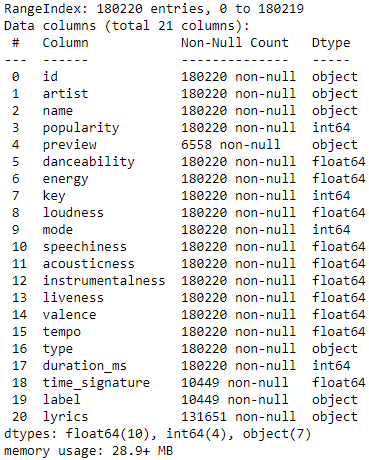 RangeIndex: 180220 entries, 0 to 180219
Data columns (total 21 columns):
 #   Column            Non-Null Count   Dtype
---  ------            --------------   -----
 0   id                180220 non-null  object
 1   artist            180220 non-null  object
 2   name              180220 non-null  object
 3   popularity        180220 non-null  int64
 4   preview           6558 non-null    object
 5   danceability      180220 non-null  float64
 6   energy            180220 non-null  float64
 7   key               180220 non-null  int64
 8   loudness          180220 non-null  float64
 9   mode              180220 non-null  int64
 10  speechiness       180220 non-null  float64
 11  acousticness      180220 non-null  float64
 12  instrumentalness  180220 non-null  float64
 13  liveness          180220 non-null  float64
 14  valence           180220 non-null  float64
 15  tempo             180220 non-null  float64
 16  type              180220 non-null  object
 17  duration_ms       180220 non-null  int64
 18  time_signature    10449 non-null   float64
 19  label             10449 non-null   object
 20  lyrics            131651 non-null  object
dtypes: float64(10), int64(4), object(7)
memory usage: 28.9+ MB